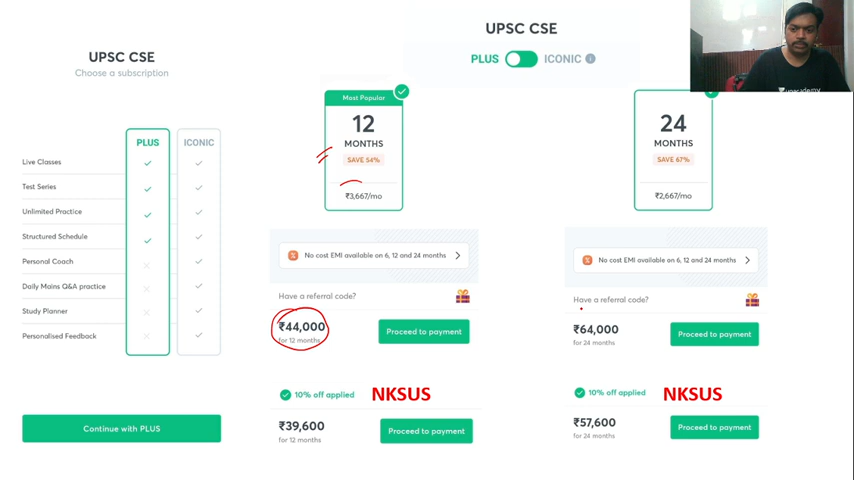 UPSC CSE
Choose a subscription
PLUS ICONIC
Live Classes
Test Series
Unlimited Practice
Structured Schedule
Personal Coach
Daily Mains Q&A practice
Study Planner
Personalised Feedback
Continue with PLUS
UPSC CSE
PLUS ICONIC
Most Popular
12
MONTHS
SAVE 54%
₹3,667/mo
No cost EMI available on 6, 12 and 24 months
Have a referral code?
₹44,000
for 12 months
Proceed to payment
10% off applied NKSUS
₹39,600
for 12 months
Proceed to payment
24
MONTHS
SAVE 67%
₹2,667/mo
No cost EMI available on 6, 12 and 24 months
Have a referral code?
₹64,000
for 24 months
Proceed to payment
10% off applied NKSUS
₹57,600
for 24 months
Proceed to payment